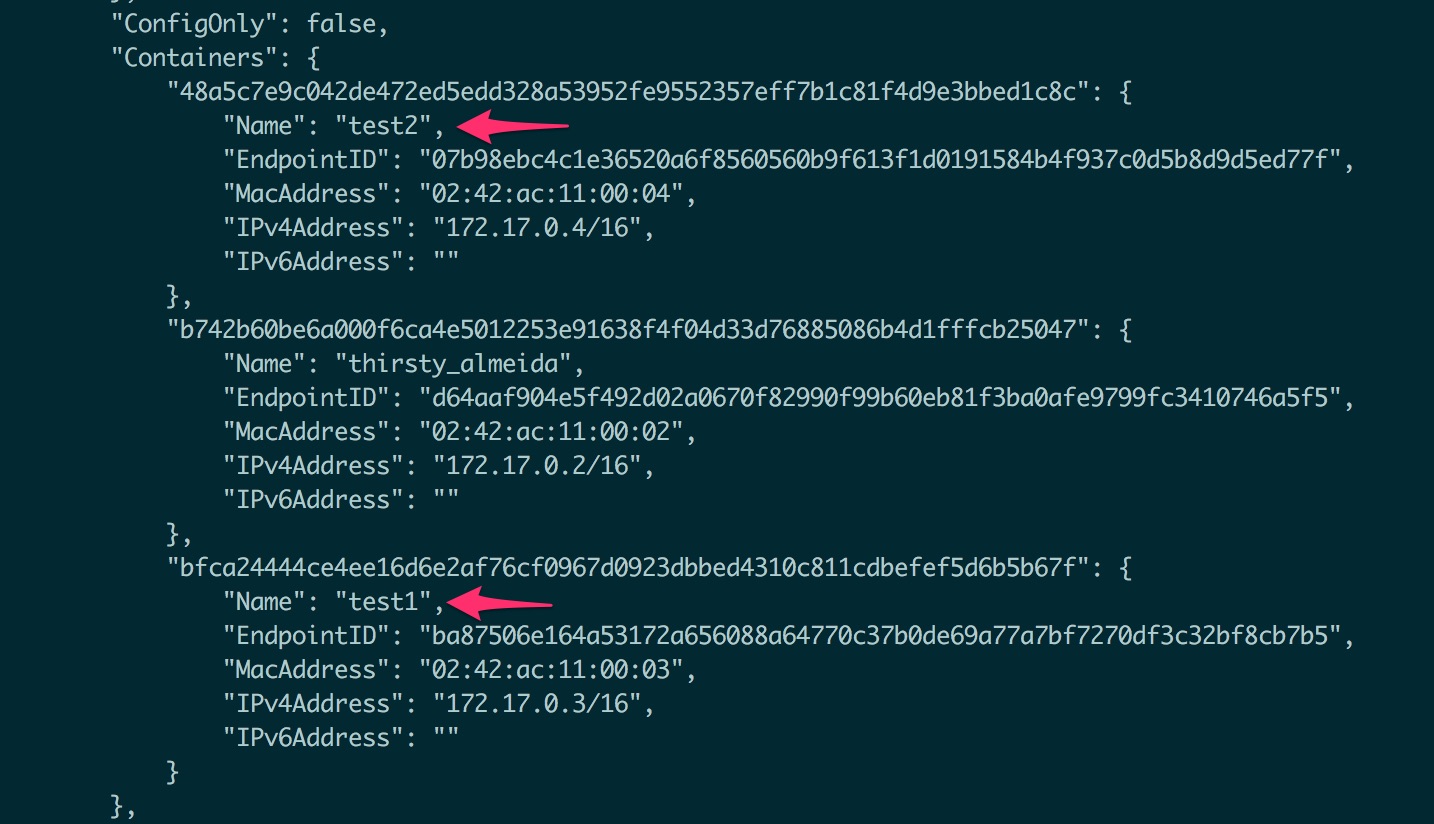 },
"ConfigOnly": false,
"Containers": {
"48a5c7e9c042de472ed5edd328a53952fe9552357eff7b1c81f4d9e3bbed1c8c": {
"Name": "test2",
"EndpointID": "07b98ebc4c1e36520a6f8560560b9f613f1d0191584b4f937c0d5b8d9d5ed77f",
"MacAddress": "02:42:ac:11:00:04",
"IPv4Address": "172.17.0.4/16",
"IPv6Address": ""
},
"b742b60be6a000f6ca4e5012253e91638f4f04d33d76885086b4d1fffcb25047": {
"Name": "thirsty_almeida",
"EndpointID": "d64aaf904e5f492d02a0670f82990f99b60eb81f3ba0afe9799fc3410746a5f5",
"MacAddress": "02:42:ac:11:00:02",
"IPv4Address": "172.17.0.2/16",
"IPv6Address": ""
},
"bfca24444ce4ee16d6e2af76cf0967d0923dbbed4310c811cdbefef5d6b5b67f": {
"Name": "test1",
"EndpointID": "ba87506e164a53172a656088a64770c37b0de69a77a7bf7270df3c32bf8cb7b5",
"MacAddress": "02:42:ac:11:00:03",
"IPv4Address": "172.17.0.3/16",
"IPv6Address": ""
}
},